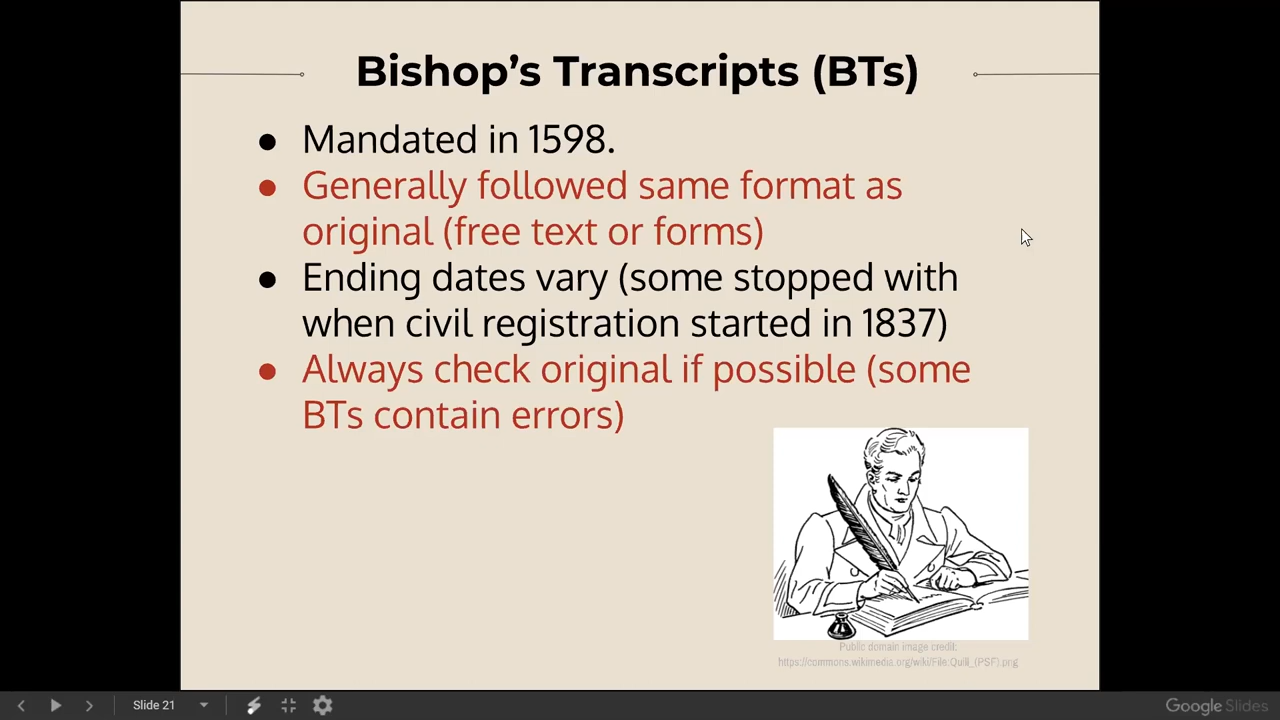 Bishop’s Transcripts (BTs)
● Mandated in 1598.
● Generally followed same format as
original (free text or forms)
● Ending dates vary (some stopped with
when civil registration started in 1837)
● Always check original if possible (some
BTs contain errors)
Public domain image credit:
https://commons.wikimedia.org/wiki/File:Quill_(PSF).png
Slide 21
Google Slides